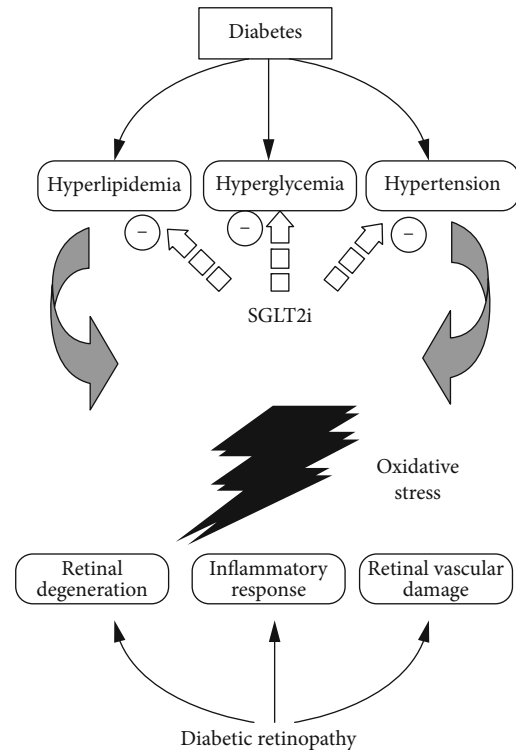 Diabetes
Hyperlipidemia
Hyperglycemia
Hypertension
−
−
−
SGLT2i
Oxidative
stress
Retinal
degeneration
Inflammatory
response
Retinal vascular
damage
Diabetic retinopathy